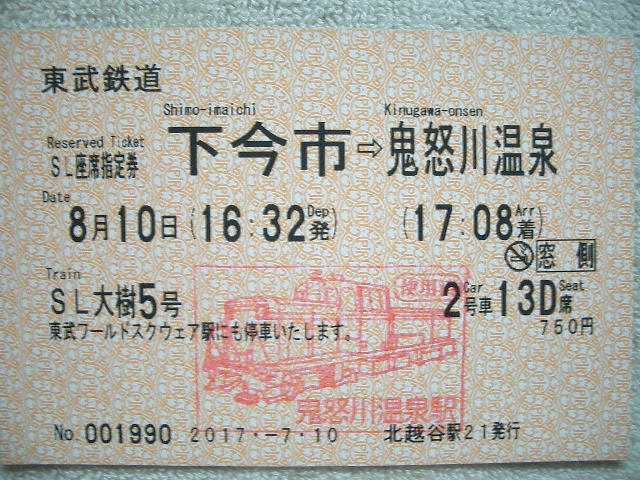 東武鉄道
Shimo-imaichi Kinugawa-onsen
Reserved Ticket
SL座席指定券 下今市⇨鬼怒川温泉
Date Dep Arr
8月10日 (16:32発) (17:08着)
窓側
Train Car Seat
SL大樹5号 2号車13D席
東武ワールドスクウェア駅にも停車いたします。 750円
鬼怒川温泉駅
No.001990 2017.-7.10 北越谷駅21発行